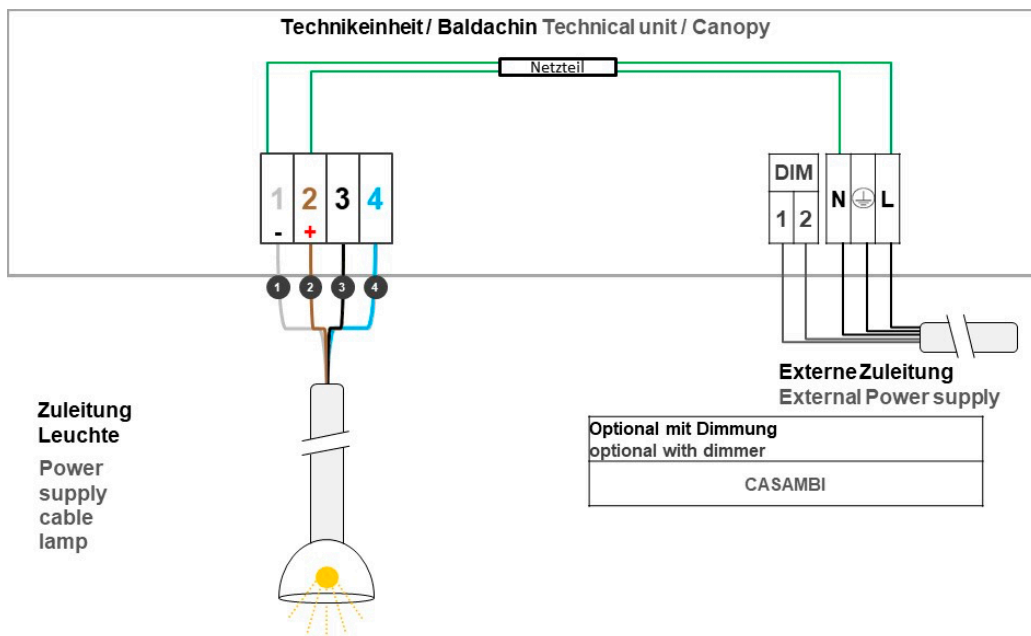 Technikeinheit / Baldachin Technical unit / Canopy
Netzteil
1 2 3 4
- +
DIM
1 2
N L
1 2 3 4
Externe Zuleitung
External Power supply
Zuleitung
Leuchte
Power
supply
cable
lamp
Optional mit Dimmung
optional with dimmer
CASAMBI